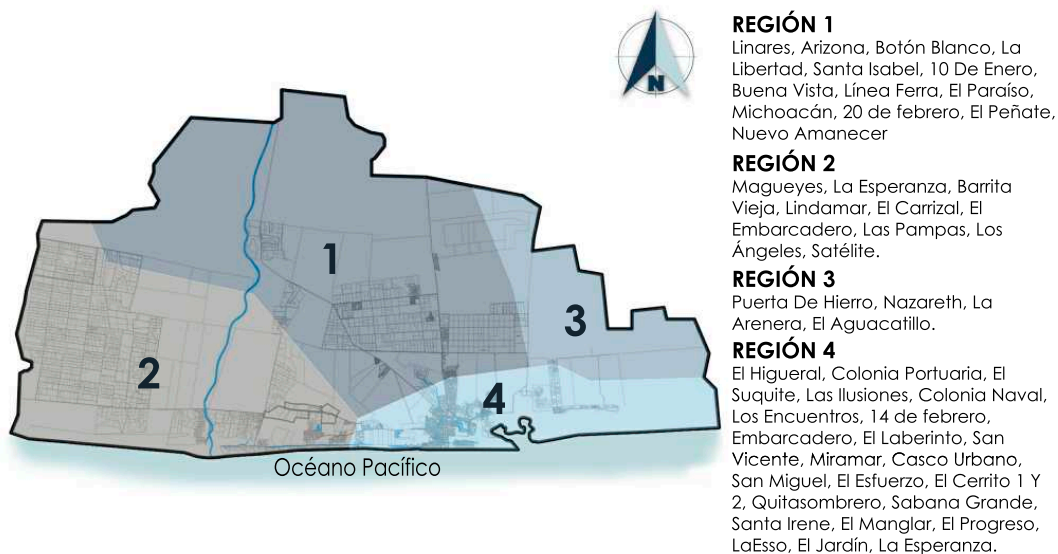 N
1
2
3
4
Océano Pacífico
REGIÓN 1
Linares, Arizona, Botón Blanco, La
Libertad, Santa Isabel, 10 De Enero,
Buena Vista, Línea Ferra, El Paraíso,
Michoacán, 20 de febrero, El Peñate,
Nuevo Amanecer
REGIÓN 2
Magueyes, La Esperanza, Barrita
Vieja, Lindamar, El Carrizal, El
Embarcadero, Las Pampas, Los
Ángeles, Satélite.
REGIÓN 3
Puerta De Hierro, Nazareth, La
Arenera, El Aguacatillo.
REGIÓN 4
El Higueral, Colonia Portuaria, El
Suquite, Las Ilusiones, Colonia Naval,
Los Encuentros, 14 de febrero,
Embarcadero, El Laberinto, San
Vicente, Miramar, Casco Urbano,
San Miguel, El Esfuerzo, El Cerrito 1 Y
2, Quitasombrero, Sabana Grande,
Santa Irene, El Manglar, El Progreso,
LaEsso, El Jardín, La Esperanza.